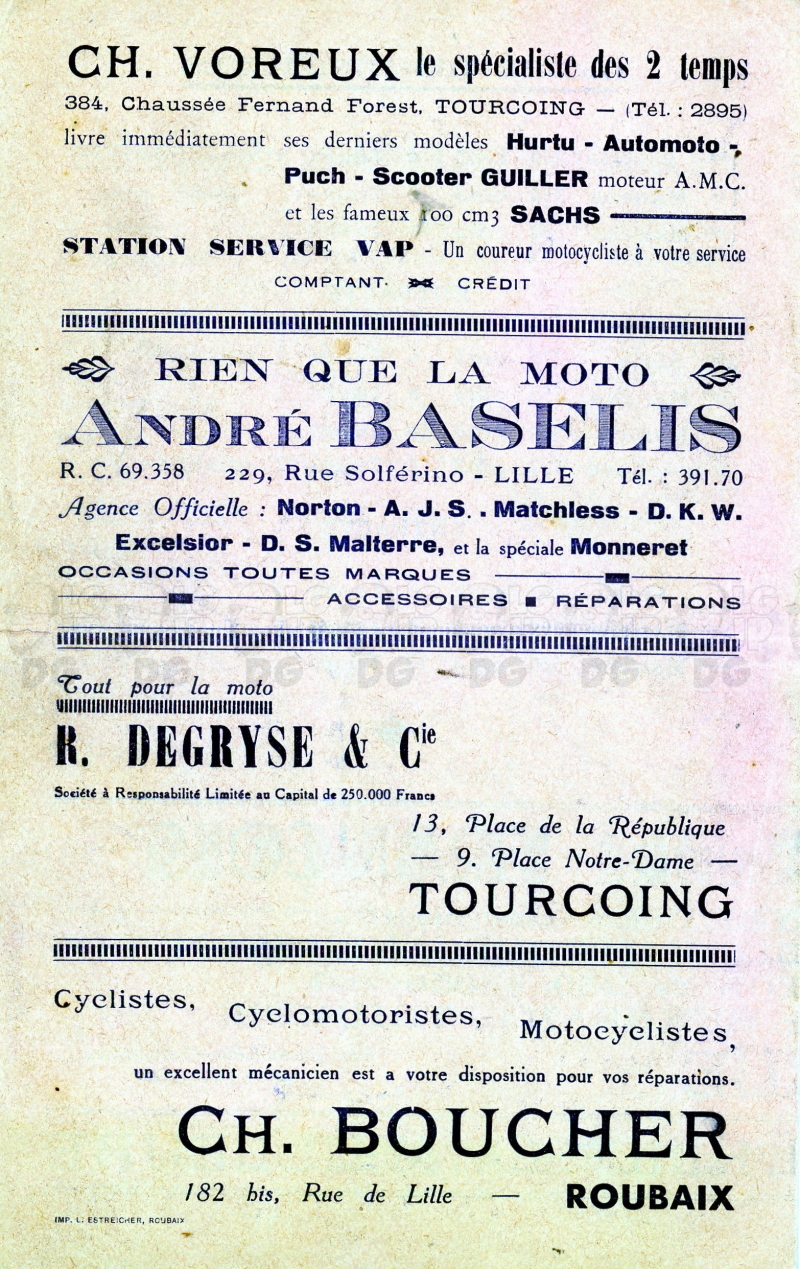 CH. VOREUX le spécialiste des 2 temps
384, Chaussée Fernand Forest, TOURCOING — (Tél. : 2895)
livre immédiatement ses derniers modèles Hurtu - Automoto -
Puch - Scooter GUILLER moteur A.M.C.
et les fameux 100 cm3 SACHS
STATION SERVICE VAP - Un coureur motocycliste à votre service
COMPTANT CRÉDIT
RIEN QUE LA MOTO
ANDRÉ BASELIS
R. C. 69.358 229, Rue Solférino - LILLE Tél. : 391.70
Agence Officielle : Norton - A. J. S. . Matchless - D. K. W.
Excelsior - D. S. Malterre, et la spéciale Monneret
OCCASIONS TOUTES MARQUES
ACCESSOIRES ■ RÉPARATIONS
Tout pour la moto
R. DEGRYSE & Cie
Société à Responsabilité Limitée au Capital de 250.000 Francs
13, Place de la République
— 9. Place Notre-Dame —
TOURCOING
Cyclistes, Cyclomotoristes, Motocyclistes,
un excellent mécanicien est a votre disposition pour vos réparations.
CH. BOUCHER
182 bis, Rue de Lille — ROUBAIX
IMP. L. ESTREICHER, ROUBAIX
DG DG DG DG DG